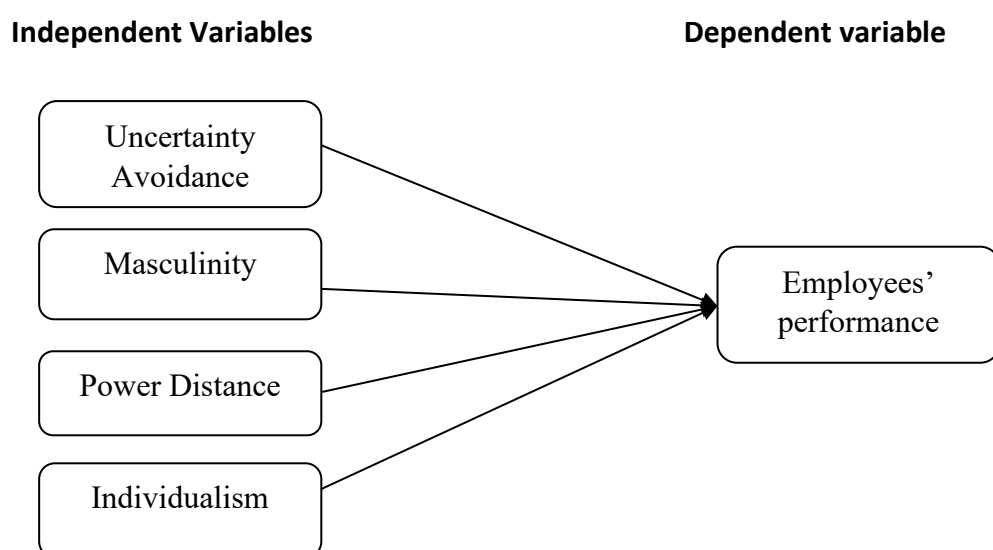 Independent Variables
Dependent variable
Uncertainty
Avoidance
Masculinity
Power Distance
Individualism
Employees’
performance